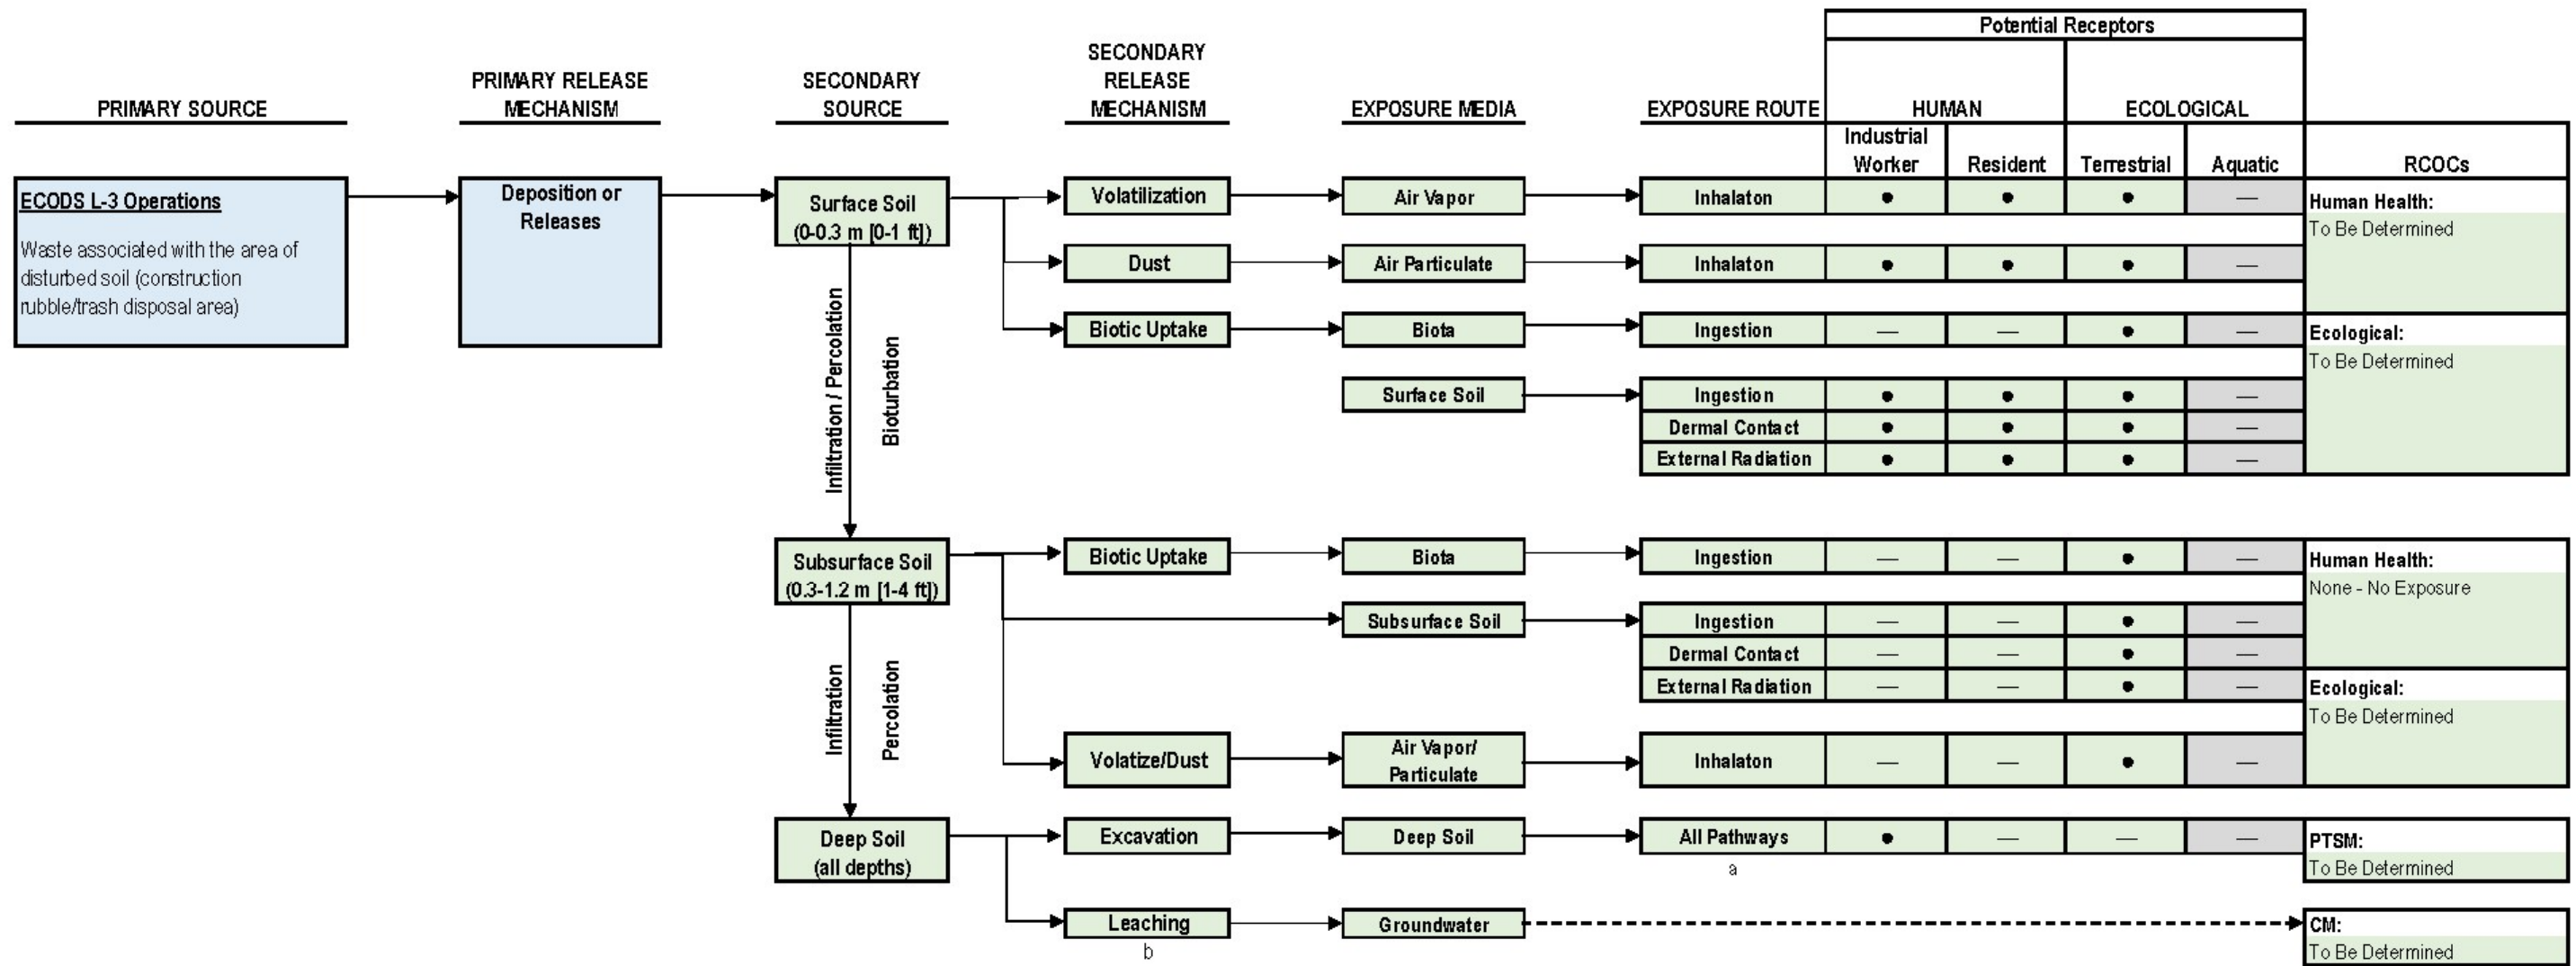 Potential Receptors
PRIMARY SOURCE
PRIMARY RELEASE
MECHANISM
SECONDARY
SOURCE
SECONDARY
RELEASE
MECHANISM
EXPOSURE MEDIA
EXPOSURE ROUTE
HUMAN
ECOLOGICAL
Industrial
Worker
Resident
Terrestrial
Aquatic
RCOCs
ECODS L-3 Operations
Waste associated with the area of
disturbed soil (construction
rubble/trash disposal area)
Deposition or
Releases
Surface Soil
(0-0.3 m [0-1 ft])
Volatilization
Air Vapor
Inhalaton ● ● ● —
Human Health:
To Be Determined
Dust
Air Particulate
Inhalaton ● ● ● —
Biotic Uptake
Biota
Ingestion — — ● —
Ecological:
To Be Determined
Surface Soil
Ingestion ● ● ● —
Dermal Contact ● ● ● —
External Radiation ● ● ● —
Infiltration / Percolation
Bioturbation
Subsurface Soil
(0.3-1.2 m [1-4 ft])
Biotic Uptake
Biota
Ingestion — — ● —
Human Health:
None - No Exposure
Subsurface Soil
Ingestion — — ● —
Dermal Contact — — ● —
External Radiation — — ● —
Ecological:
To Be Determined
Infiltration
Percolation
Volatize/Dust
Air Vapor/
Particulate
Inhalaton — — ● —
Deep Soil
(all depths)
Excavation
Deep Soil
All Pathways ● — — —
a
PTSM:
To Be Determined
Leaching
b
Groundwater
CM:
To Be Determined